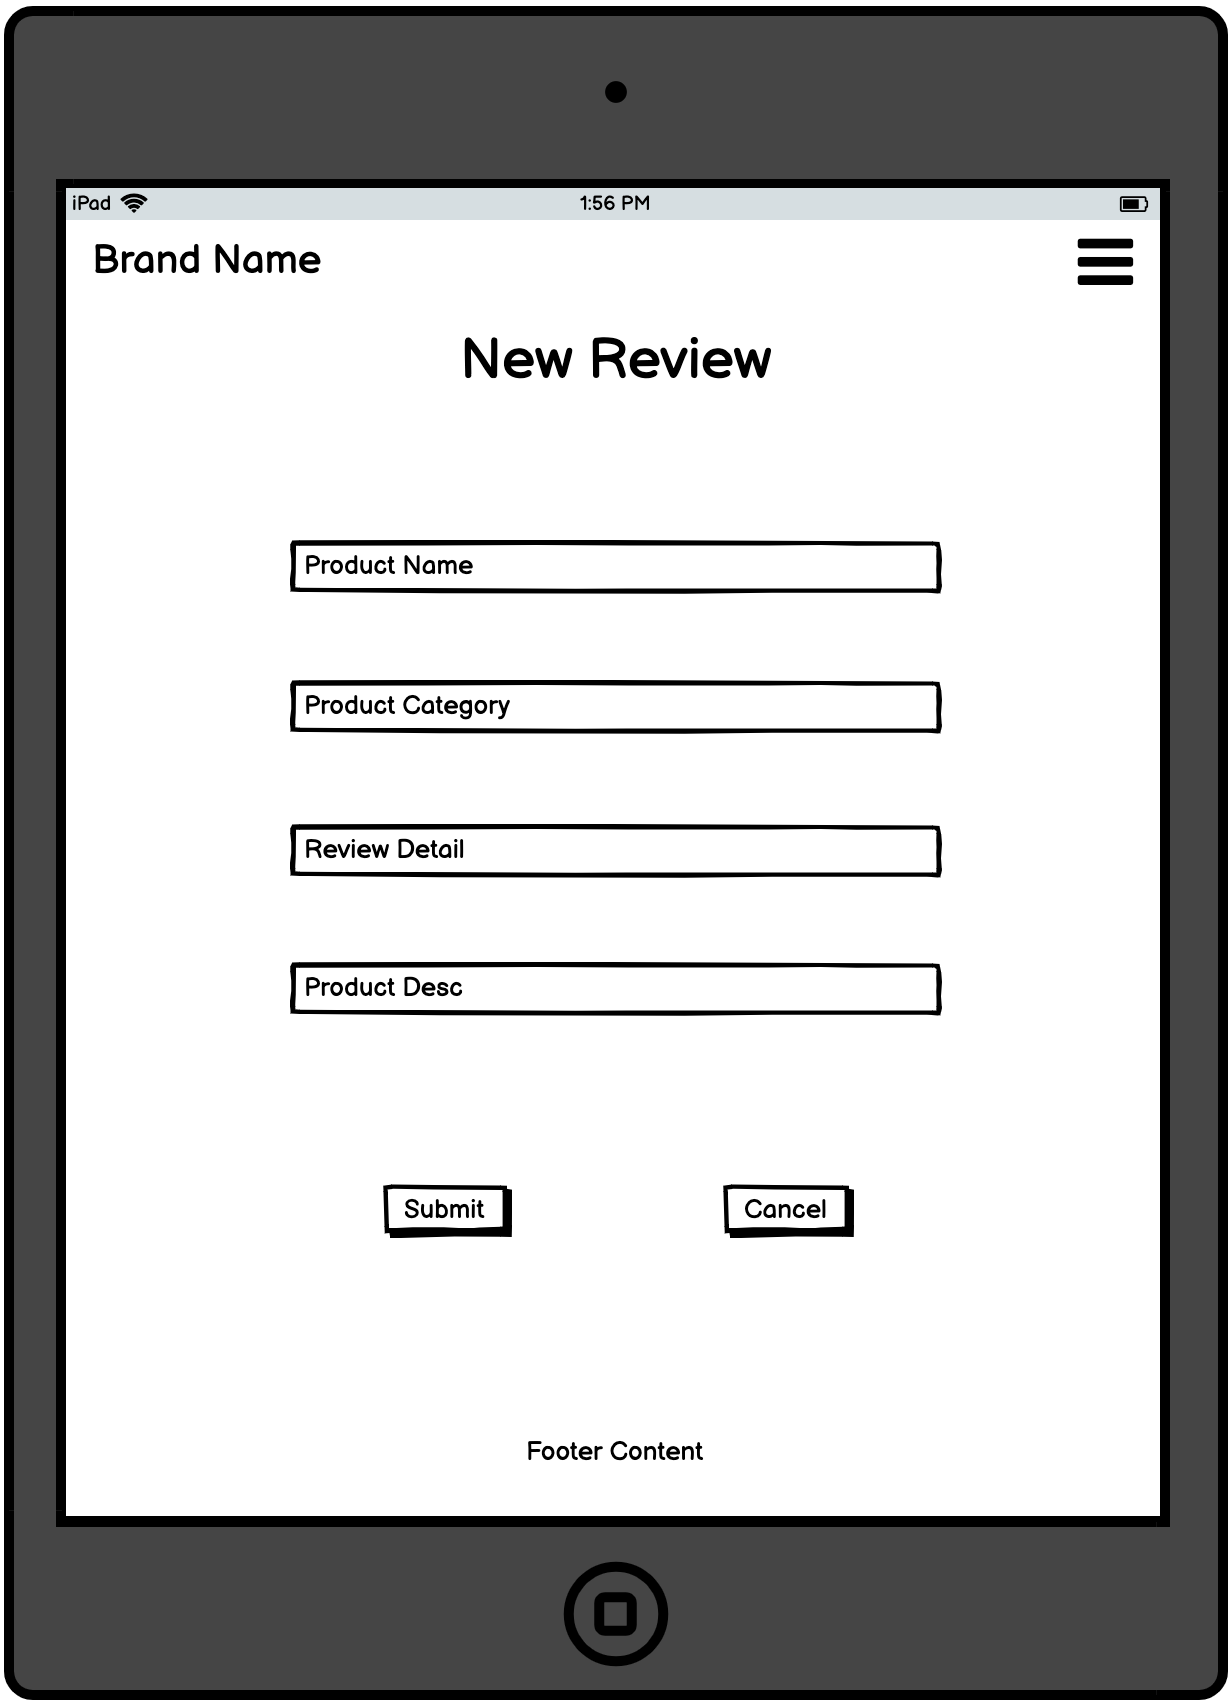 iPad
1:56 PM
Brand Name
New Review
Product Name
Product Category
Review Detail
Product Desc
Submit
Cancel
Footer Content